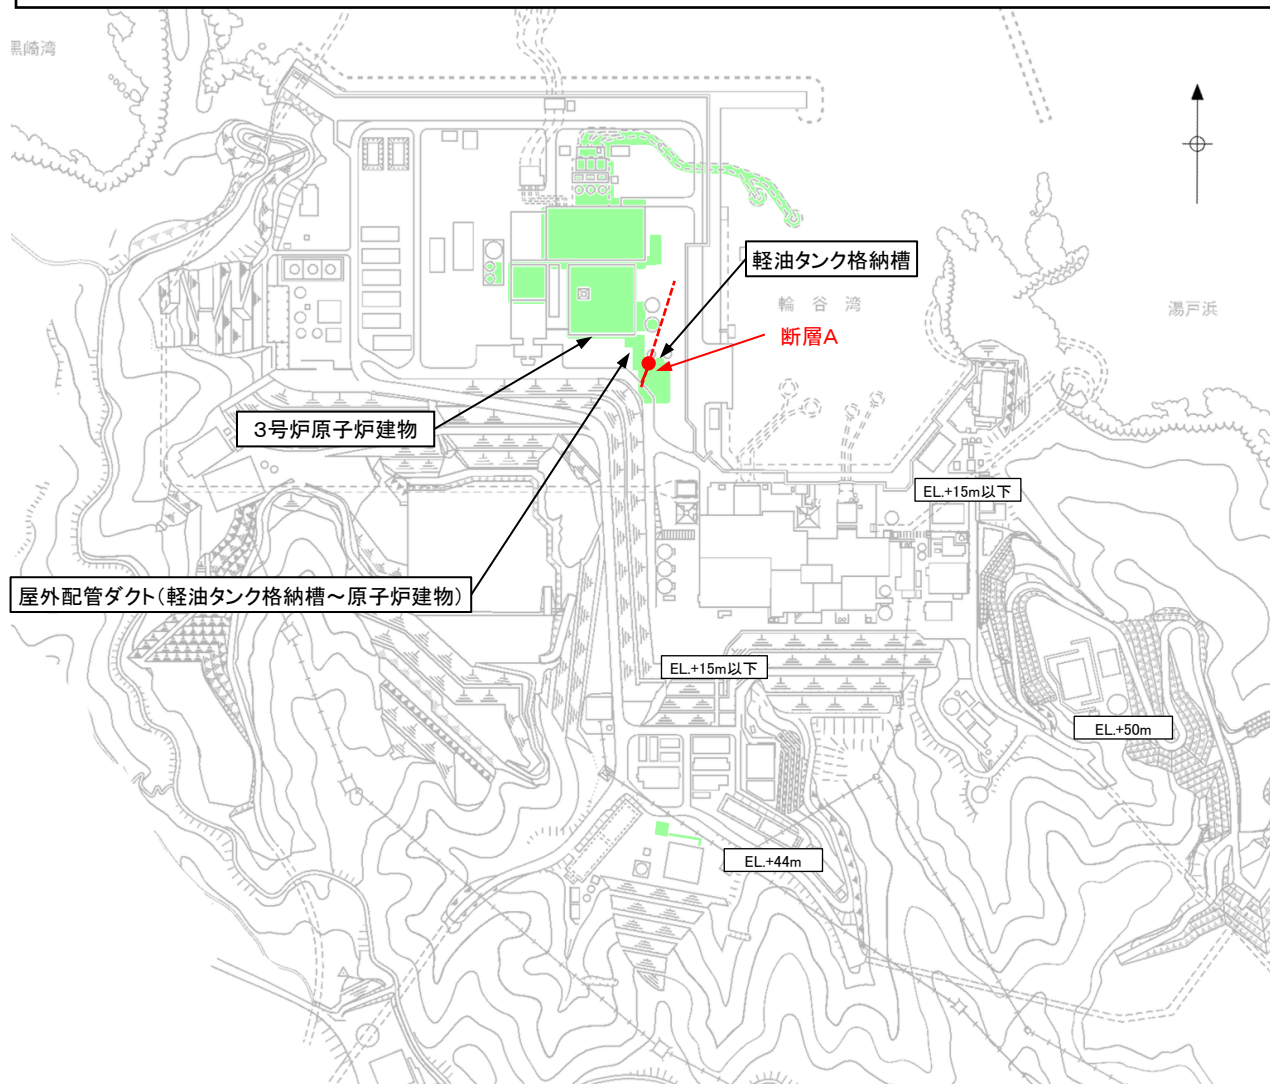 黒崎湾
軽油タンク格納槽
輪谷湾
湯戸浜
断層A
3号炉原子炉建物
EL.+15m以下
屋外配管ダクト(軽油タンク格納槽～原子炉建物)
EL.+15m以下
EL.+50m
EL.+44m